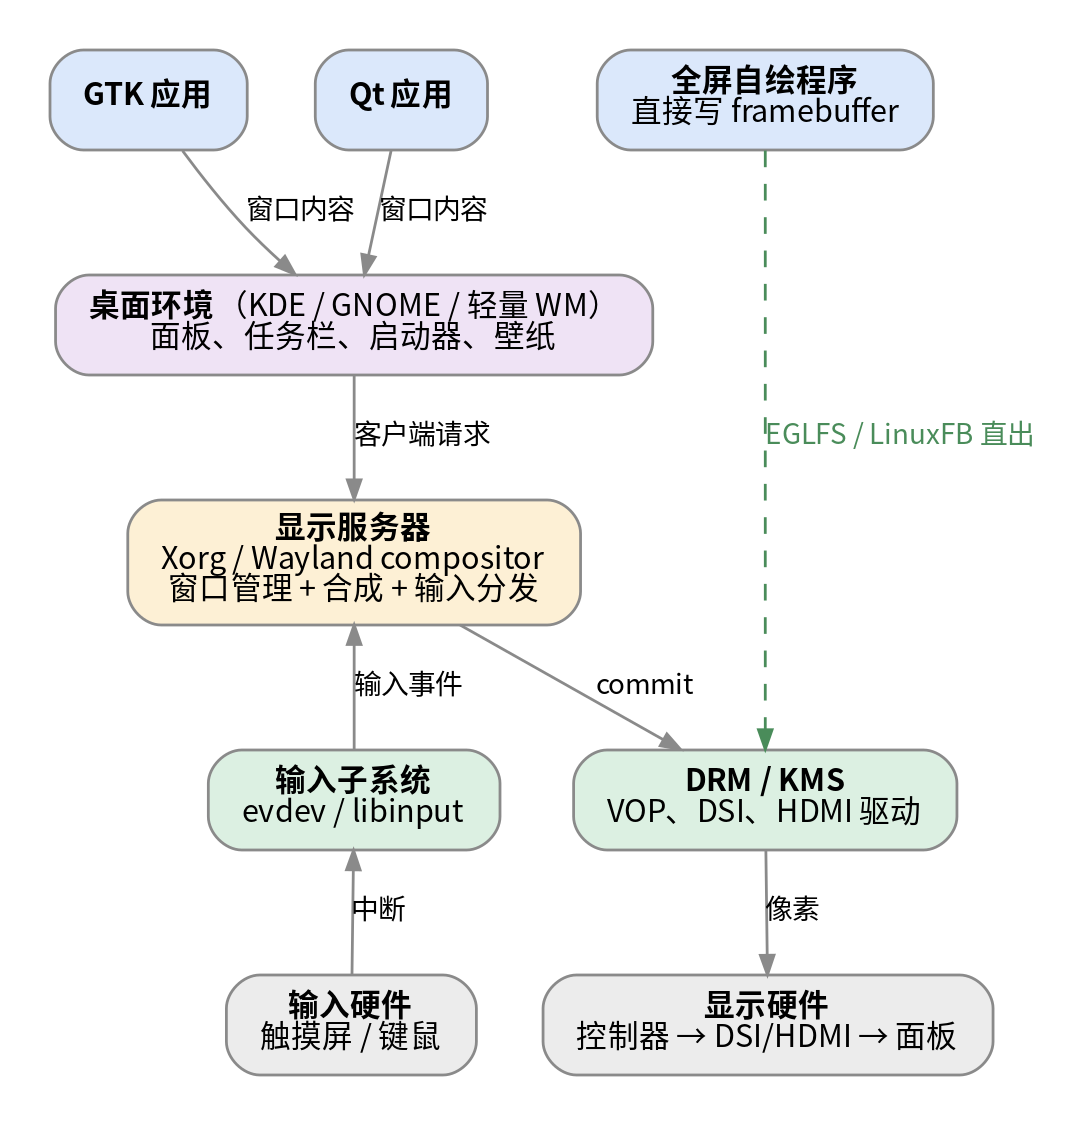 GTK 应用
Qt 应用
全屏自绘程序
直接写 framebuffer
窗口内容
窗口内容
桌面环境（KDE / GNOME / 轻量 WM）
面板、任务栏、启动器、壁纸
客户端请求
EGLFS / LinuxFB 直出
显示服务器
Xorg / Wayland compositor
窗口管理 + 合成 + 输入分发
输入事件
commit
输入子系统
evdev / libinput
DRM / KMS
VOP、DSI、HDMI 驱动
中断
像素
输入硬件
触摸屏 / 键鼠
显示硬件
控制器 → DSI/HDMI → 面板